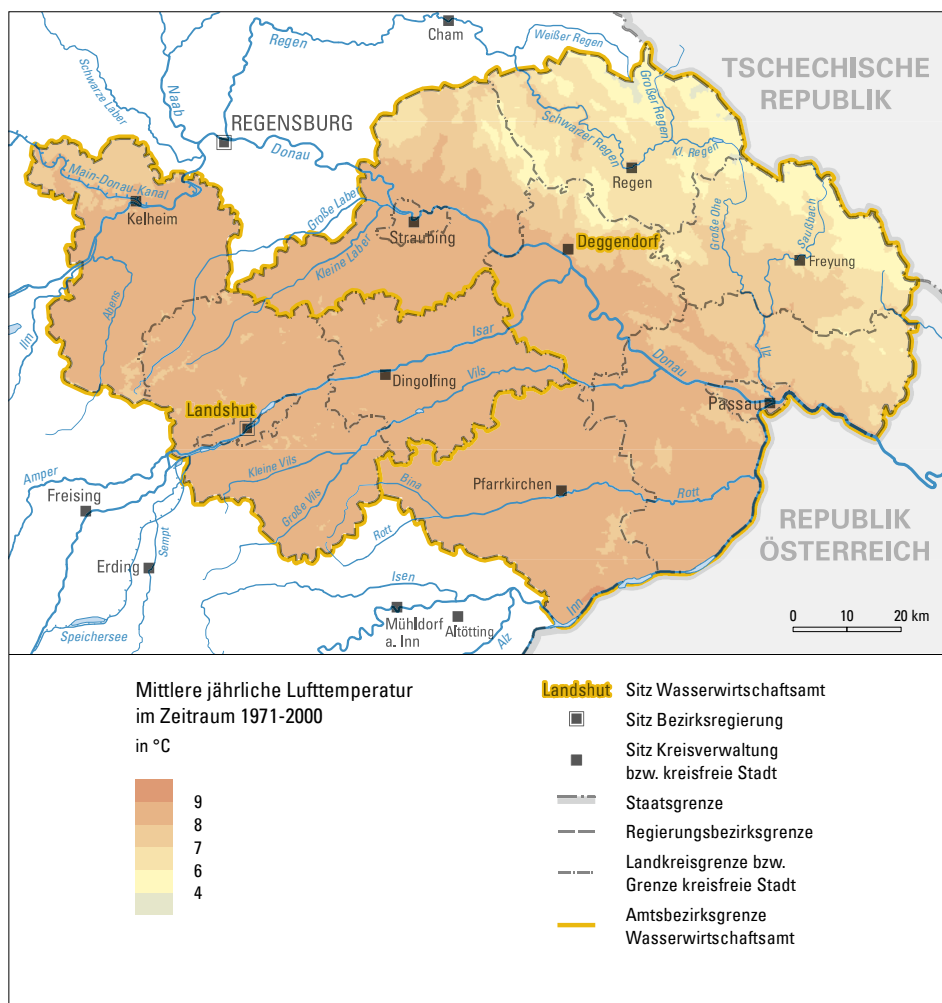 Cham
Weißer Regen
Regen
TSCHECHISCHE
REPUBLIK
Schwarze Laber
Naab
Großer Regen
REGENSBURG
Donau
Schwarzer Regen
Kl. Regen
Main-Donau-Kanal
Regen
Kelheim
Große Laber
Große Ohe
Saußbach
Straubing
Deggendorf
Freyung
Kleine Laber
Abens
Ilm
Isar
Donau
Ilz
Vils
Dingolfing
Landshut
Passau
Kleine Vils
Amper
Bina
Pfarrkirchen
Rott
Freising
Große Vils
REPUBLIK
ÖSTERREICH
Sempt
Rott
Erding
Isen
Inn
Mühldorf
a. Inn
Altötting
Alz
Speichersee
0 10 20 km
Mittlere jährliche Lufttemperatur
im Zeitraum 1971-2000
in °C
9
8
7
6
4
Landshut Sitz Wasserwirtschaftsamt
Sitz Bezirksregierung
Sitz Kreisverwaltung
bzw. kreisfreie Stadt
Staatsgrenze
Regierungsbezirksgrenze
Landkreisgrenze bzw.
Grenze kreisfreie Stadt
Amtsbezirksgrenze
Wasserwirtschaftsamt